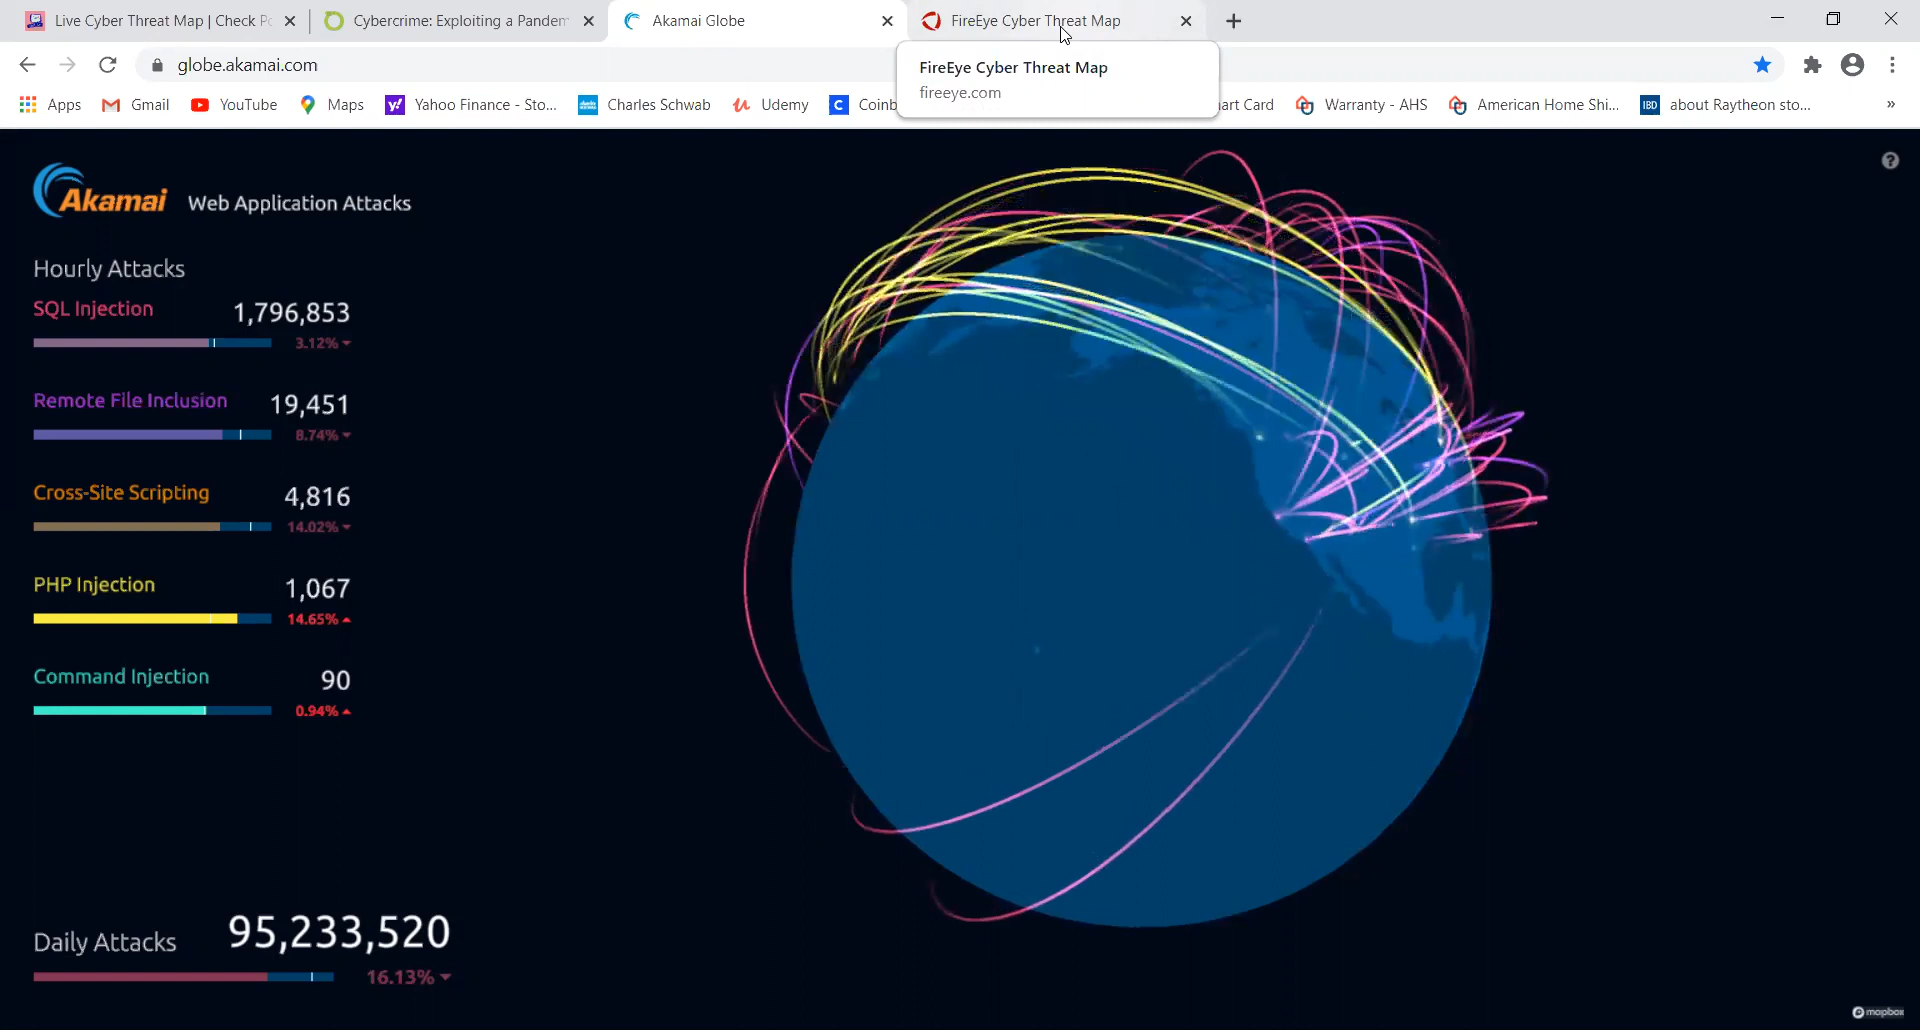 Live Cyber Threat Map | Check Po
Cybercrime: Exploiting a Pandem
Akamai Globe
FireEye Cyber Threat Map
globe.akamai.com
FireEye Cyber Threat Map
fireeye.com
Apps
Gmail
YouTube
Maps
Yahoo Finance - Sto...
Charles Schwab
Udemy
Coinb
art Card
Warranty - AHS
American Home Shi...
IBD
about Raytheon sto...
»
Akamai
Web Application Attacks
Hourly Attacks
SQL Injection 1,796,853
3.12%
Remote File Inclusion 19,451
8.74%
Cross-Site Scripting 4,816
14.02%
PHP Injection 1,067
14.65%
Command Injection 90
0.94%
Daily Attacks 95,233,520
16.13%
mapbox